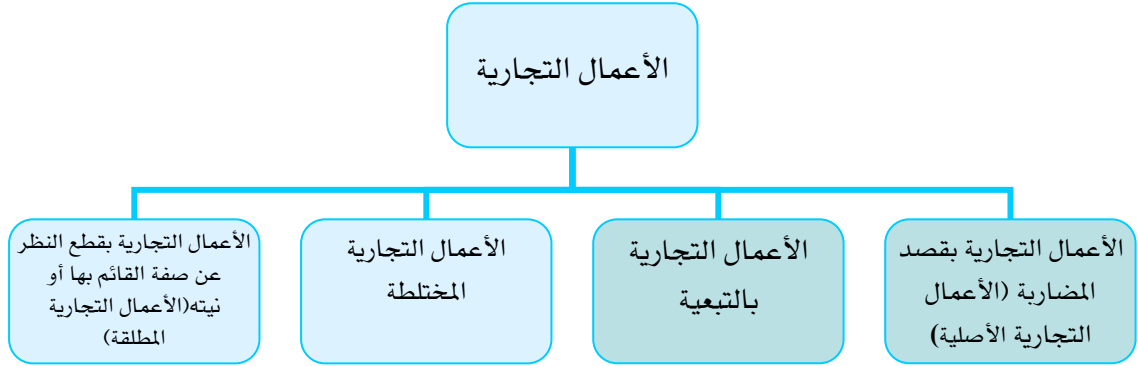 الأعمال التجارية
الأعمال التجارية بقصد
المضاربة (الأعمال
التجارية الأصلية)
الأعمال التجارية
بالتبعية
الأعمال التجارية
المختلطة
الأعمال التجارية بقطع النظر
عن صفة القائم بها أو
نيته(الأعمال التجارية
المطلقة)